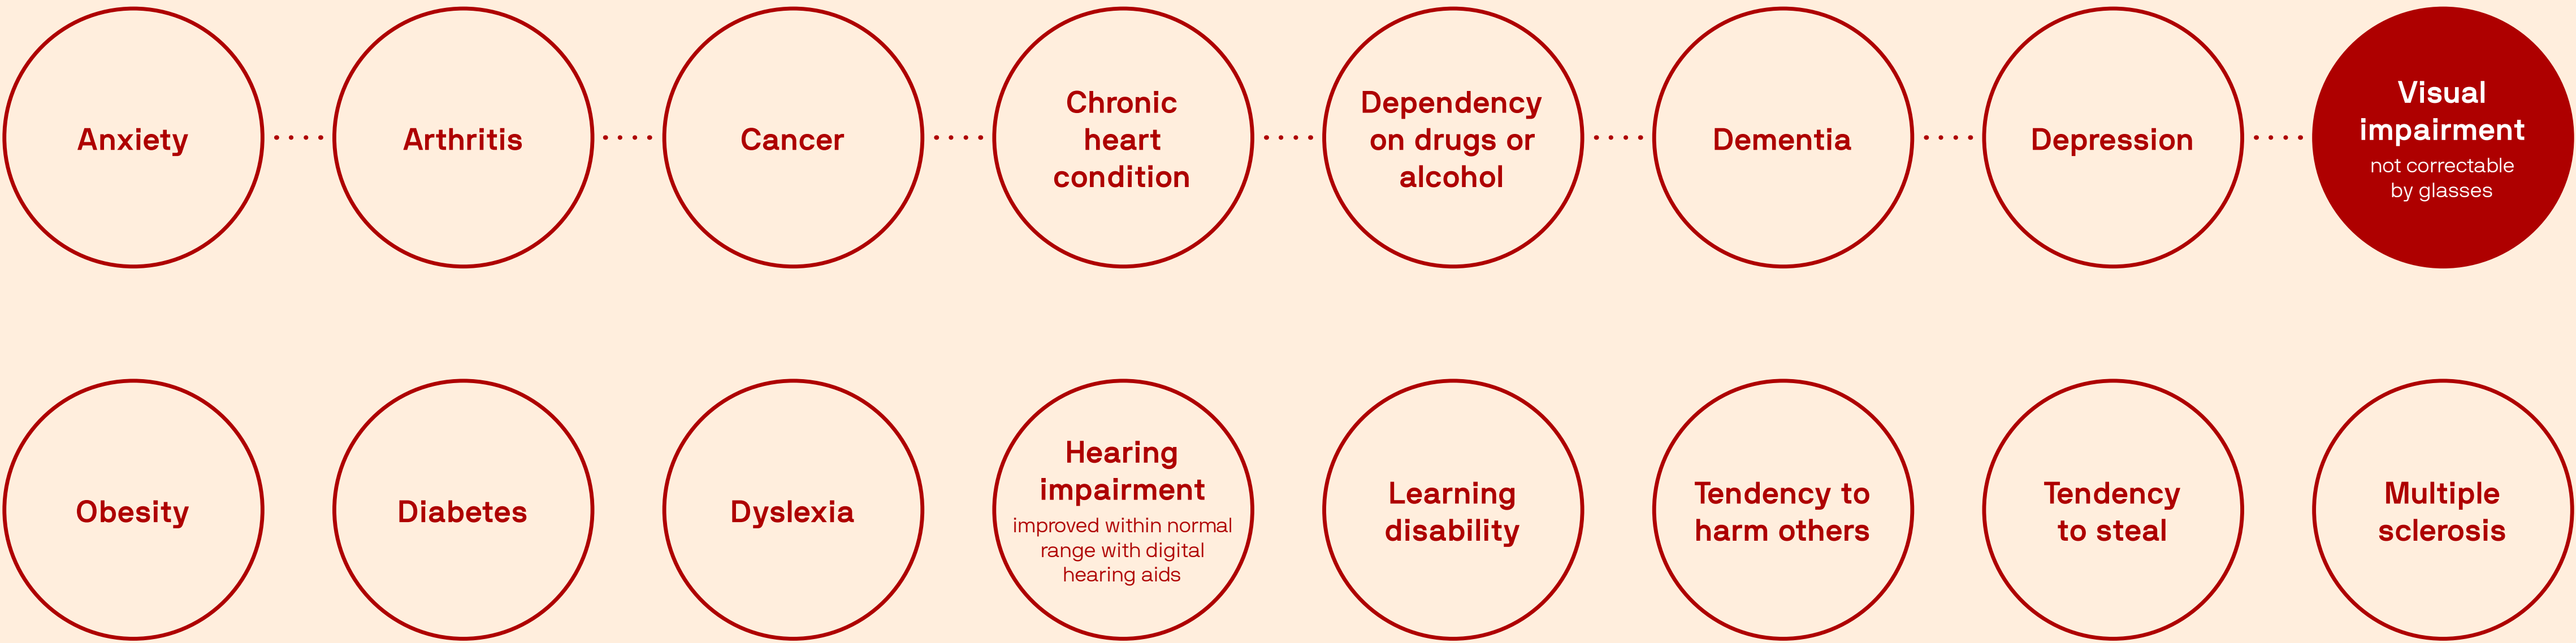 Anxiety
Arthritis
Cancer
Chronic
heart
condition
Dependency
on drugs or
alcohol
Dementia
Depression
Visual
impairment
not correctable
by glasses
Obesity
Diabetes
Dyslexia
Hearing
impairment
improved within normal
range with digital
hearing aids
Learning
disability
Tendency to
harm others
Tendency
to steal
Multiple
sclerosis